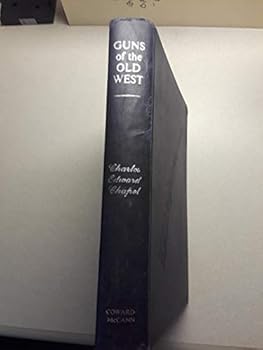 GUNS
of the
OLD
WEST
Charles
Edward
Chapel
COWARD
McCANN